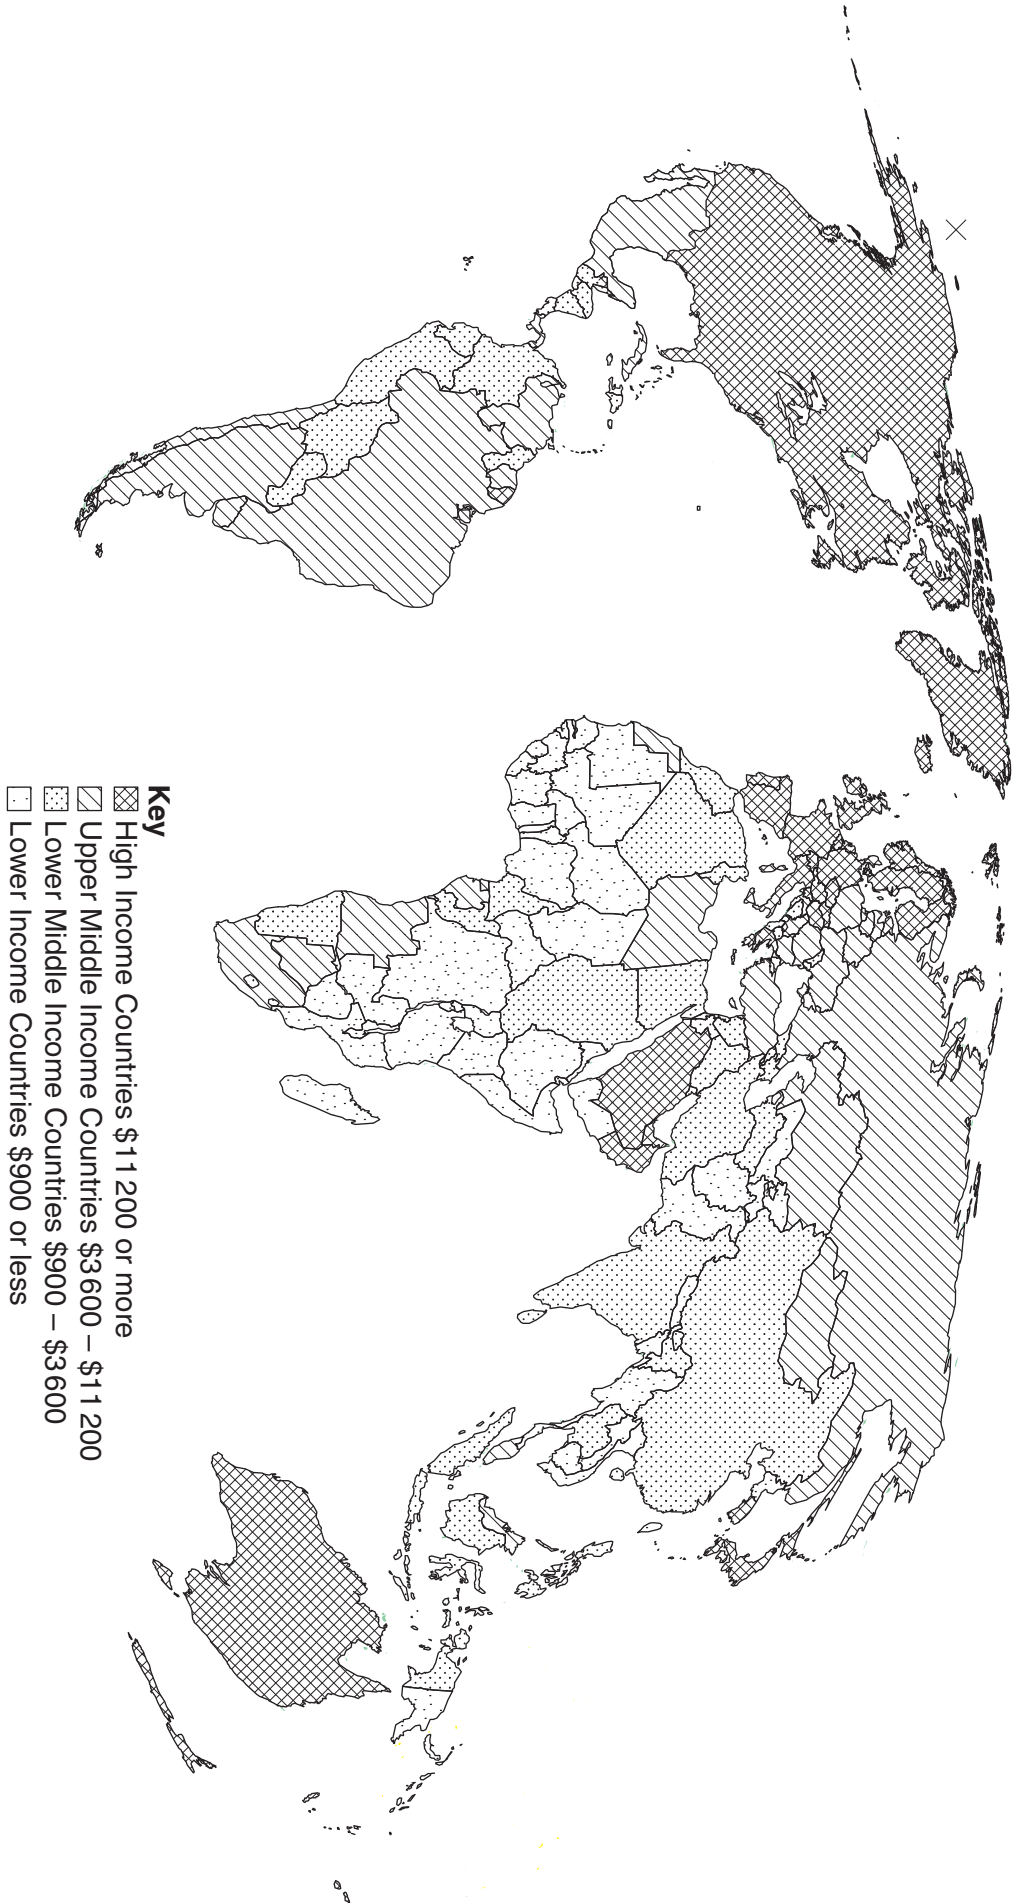 Key
High Income Countries $11 200 or more
Upper Middle Income Countries $3600 – $11 200
Lower Middle Income Countries $900 – $3600
Lower Income Countries $900 or less